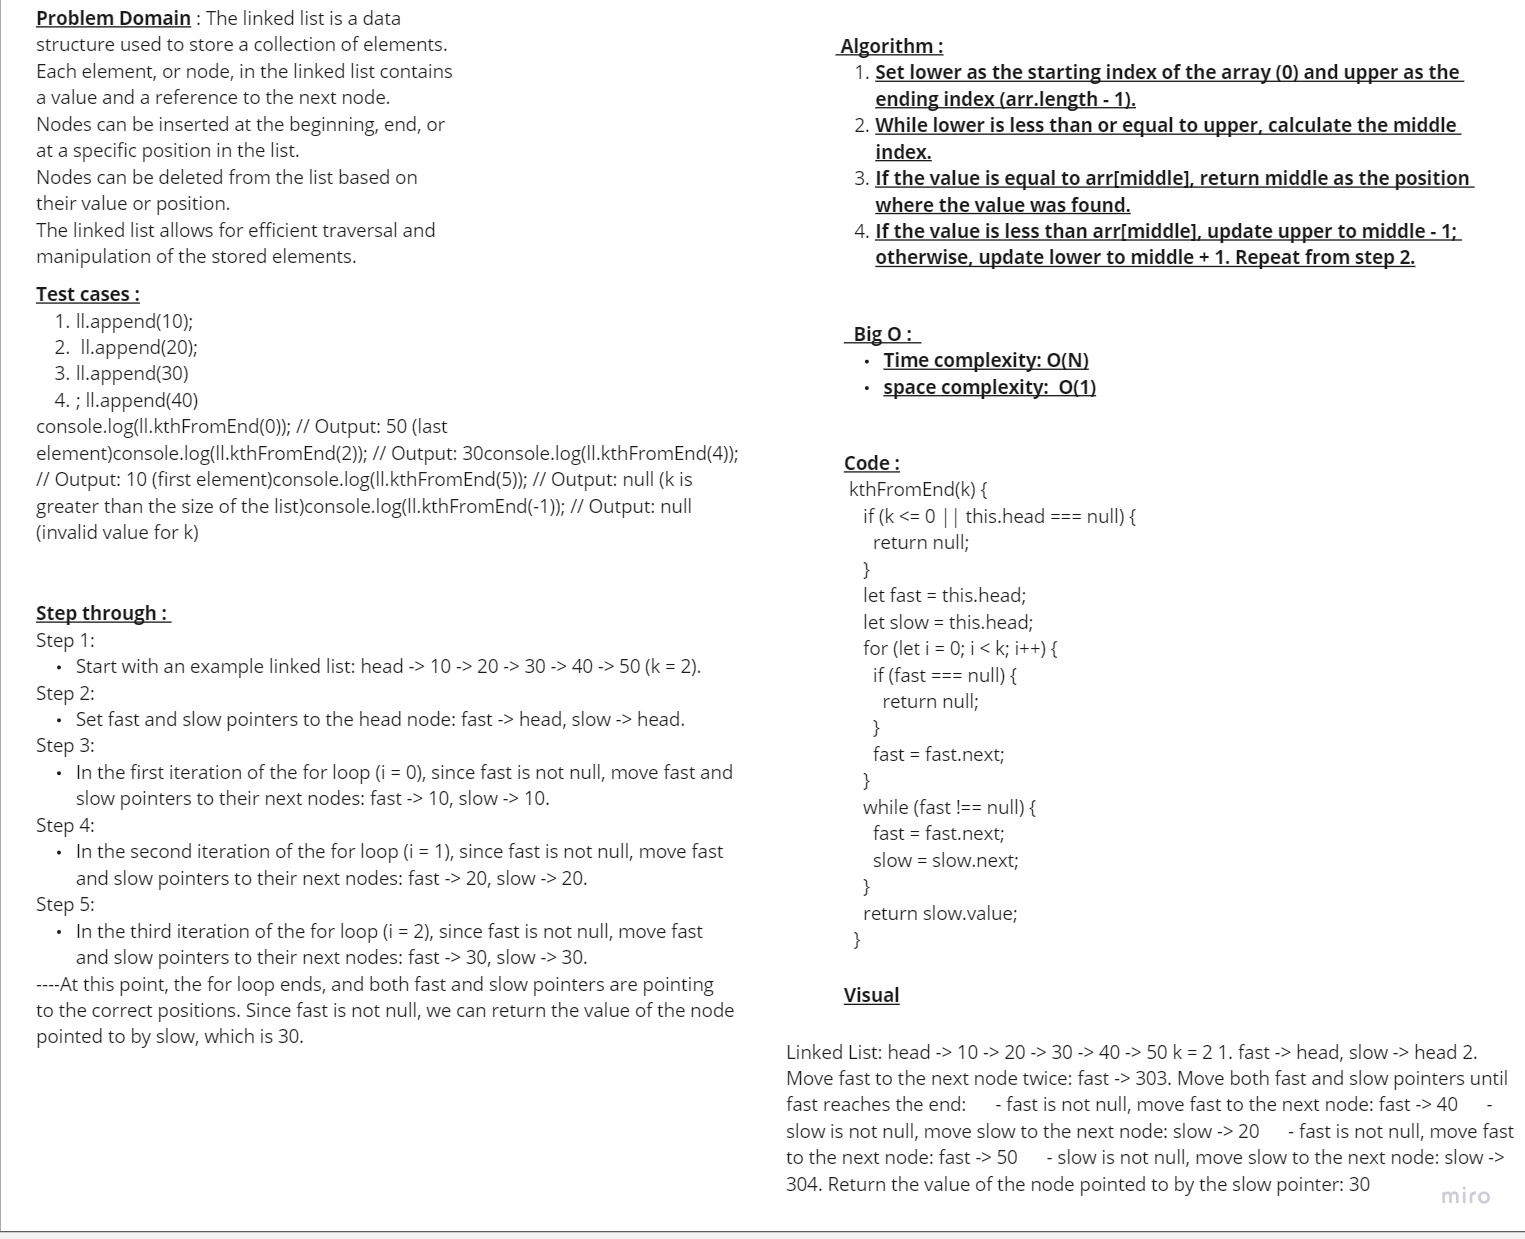 Problem Domain : The linked list is a data
structure used to store a collection of elements.
Each element, or node, in the linked list contains
a value and a reference to the next node.
Nodes can be inserted at the beginning, end, or
at a specific position in the list.
Nodes can be deleted from the list based on
their value or position.
The linked list allows for efficient traversal and
manipulation of the stored elements.
Test cases :
1. ll.append(10);
2.  ll.append(20);
3. ll.append(30)
4. ; ll.append(40)
console.log(ll.kthFromEnd(0)); // Output: 50 (last
element)console.log(ll.kthFromEnd(2)); // Output: 30console.log(ll.kthFromEnd(4));
// Output: 10 (first element)console.log(ll.kthFromEnd(5)); // Output: null (k is
greater than the size of the list)console.log(ll.kthFromEnd(-1)); // Output: null
(invalid value for k)
Step through :
Step 1:
• Start with an example linked list: head -> 10 -> 20 -> 30 -> 40 -> 50 (k = 2).
Step 2:
• Set fast and slow pointers to the head node: fast -> head, slow -> head.
Step 3:
• In the first iteration of the for loop (i = 0), since fast is not null, move fast and
slow pointers to their next nodes: fast -> 10, slow -> 10.
Step 4:
• In the second iteration of the for loop (i = 1), since fast is not null, move fast
and slow pointers to their next nodes: fast -> 20, slow -> 20.
Step 5:
• In the third iteration of the for loop (i = 2), since fast is not null, move fast
and slow pointers to their next nodes: fast -> 30, slow -> 30.
----At this point, the for loop ends, and both fast and slow pointers are pointing
to the correct positions. Since fast is not null, we can return the value of the node
pointed to by slow, which is 30.
Algorithm :
1. Set lower as the starting index of the array (0) and upper as the
ending index (arr.length - 1).
2. While lower is less than or equal to upper, calculate the middle
index.
3. If the value is equal to arr[middle], return middle as the position
where the value was found.
4. If the value is less than arr[middle], update upper to middle - 1;
otherwise, update lower to middle + 1. Repeat from step 2.
Big O :
• Time complexity: O(N)
• space complexity:  O(1)
Code :
kthFromEnd(k) {
if (k <= 0 || this.head === null) {
return null;
}
let fast = this.head;
let slow = this.head;
for (let i = 0; i < k; i++) {
if (fast === null) {
return null;
}
fast = fast.next;
}
while (fast !== null) {
fast = fast.next;
slow = slow.next;
}
return slow.value;
}
Visual
Linked List: head -> 10 -> 20 -> 30 -> 40 -> 50 k = 2 1. fast -> head, slow -> head 2.
Move fast to the next node twice: fast -> 303. Move both fast and slow pointers until
fast reaches the end:     - fast is not null, move fast to the next node: fast -> 40     -
slow is not null, move slow to the next node: slow -> 20     - fast is not null, move fast
to the next node: fast -> 50     - slow is not null, move slow to the next node: slow ->
304. Return the value of the node pointed to by the slow pointer: 30
miro